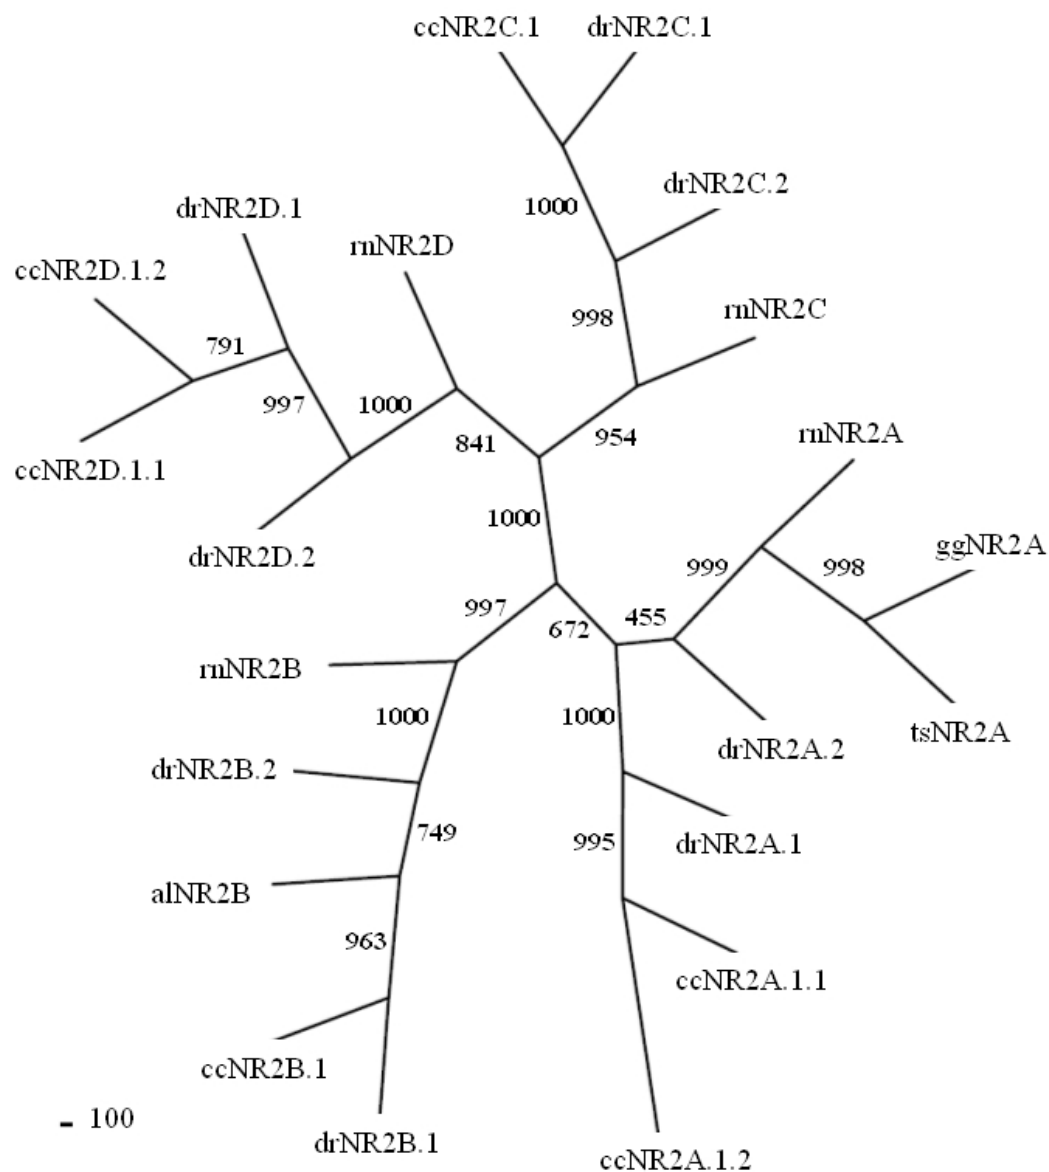 ccNR2C.1 drNR2C.1
drNR2C.2
1000
drNR2D.1
rnNR2D
ccNR2D.1.2
998
rnNR2C
791
997
1000
841
954
rnNR2A
ccNR2D.1.1
1000
drNR2D.2
ggNR2A
999
998
997
672
455
rnNR2B
1000
1000
tsNR2A
drNR2A.2
drNR2B.2
749
995
drNR2A.1
alNR2B
963
ccNR2A.1.1
ccNR2B.1
100
drNR2B.1
ccNR2A.1.2